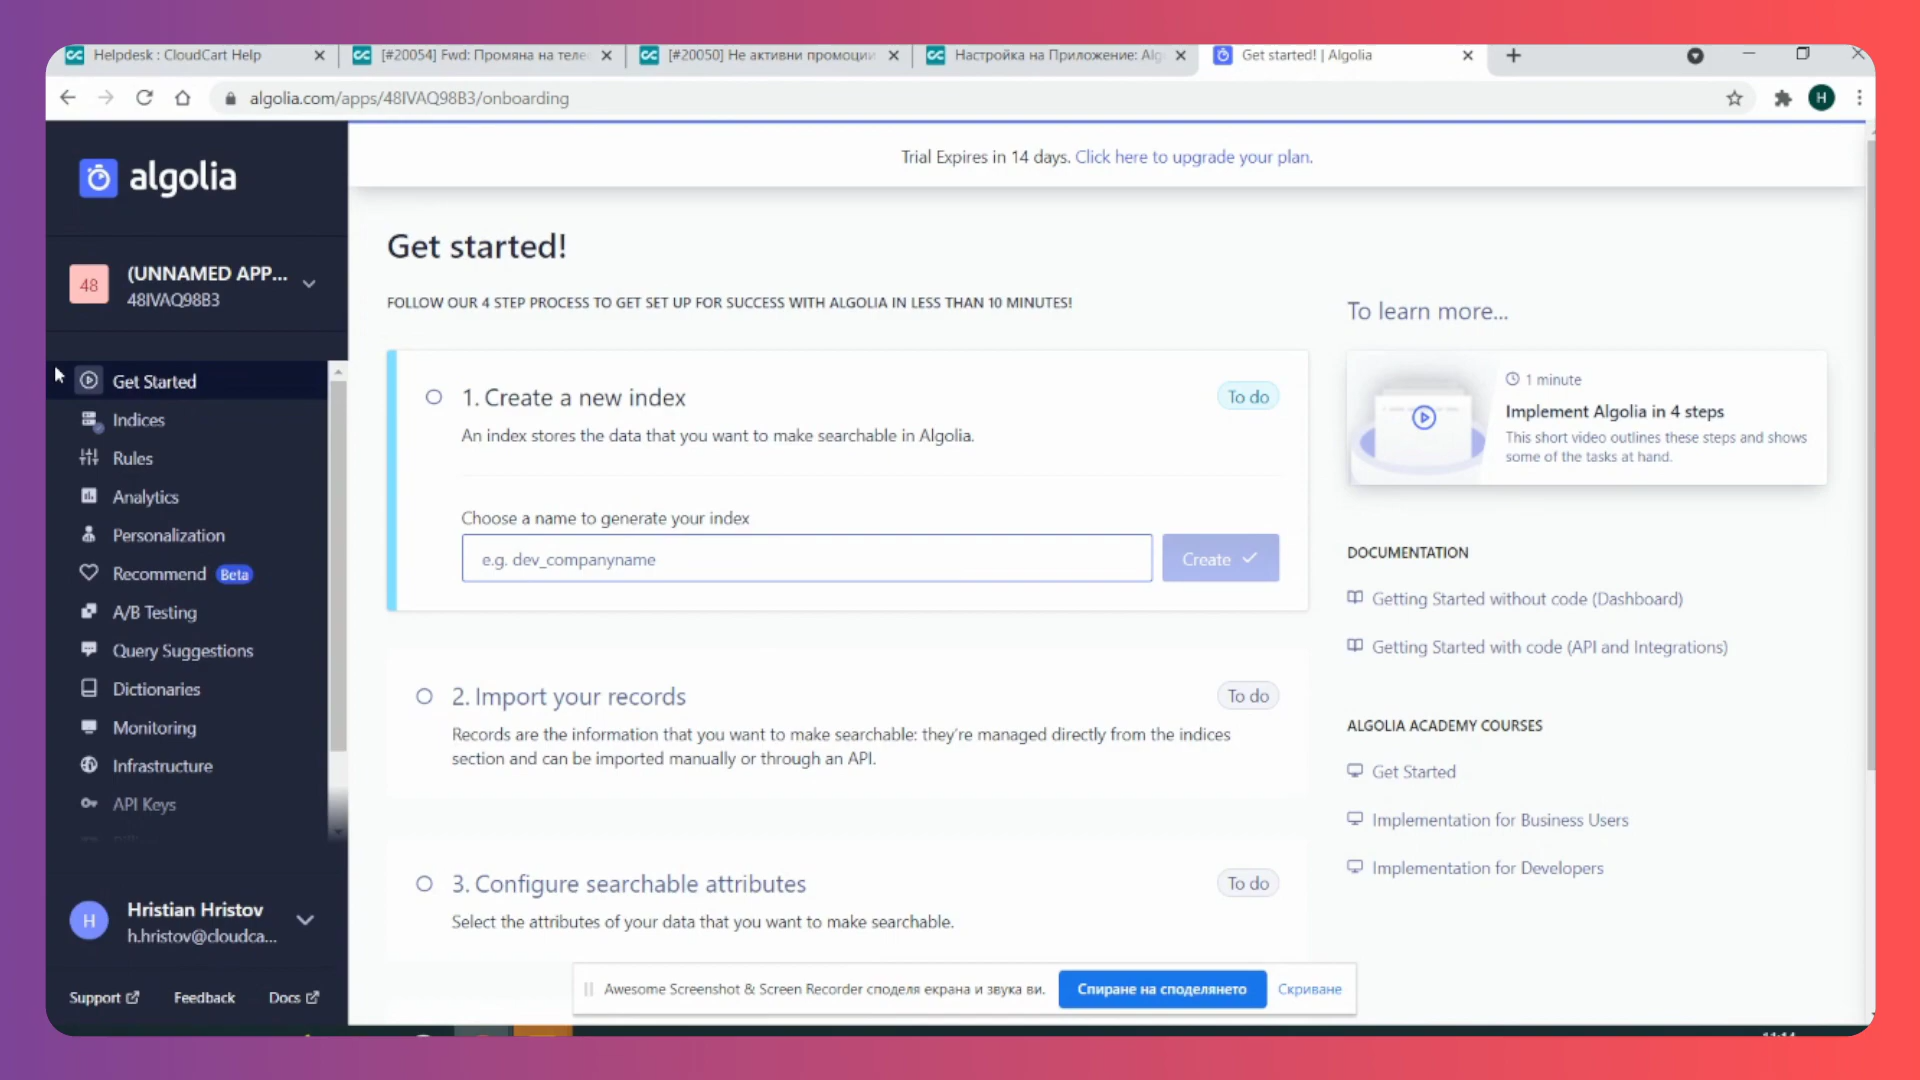 Helpdesk : CloudCart Help
[#20054] Fwd: Промяна на теле
[#20050] Не активни промоции
Настройка на Приложение: Alg
Get started! | Algolia
algolia.com/apps/48IVAQ98B3/onboarding
H
algolia
Trial Expires in 14 days. Click here to upgrade your plan.
48
(UNNAMED APP...
48IVAQ98B3
Get Started
Indices
Rules
Analytics
Personalization
Recommend Beta
A/B Testing
Query Suggestions
Dictionaries
Monitoring
Infrastructure
API Keys
H
Hristian Hristov
h.hristov@cloudca...
Support
Feedback
Docs
Get started!
FOLLOW OUR 4 STEP PROCESS TO GET SET UP FOR SUCCESS WITH ALGOLIA IN LESS THAN 10 MINUTES!
1. Create a new index
To do
An index stores the data that you want to make searchable in Algolia.
Choose a name to generate your index
e.g. dev_companyname
Create
2. Import your records
To do
Records are the information that you want to make searchable: they're managed directly from the indices
section and can be imported manually or through an API.
3. Configure searchable attributes
To do
Select the attributes of your data that you want to make searchable.
To learn more...
1 minute
Implement Algolia in 4 steps
This short video outlines these steps and shows
some of the tasks at hand.
DOCUMENTATION
Getting Started without code (Dashboard)
Getting Started with code (API and Integrations)
ALGOLIA ACADEMY COURSES
Get Started
Implementation for Business Users
Implementation for Developers
Awesome Screenshot & Screen Recorder споделя екрана и звука ви.
Спиране на споделянето
Скриване